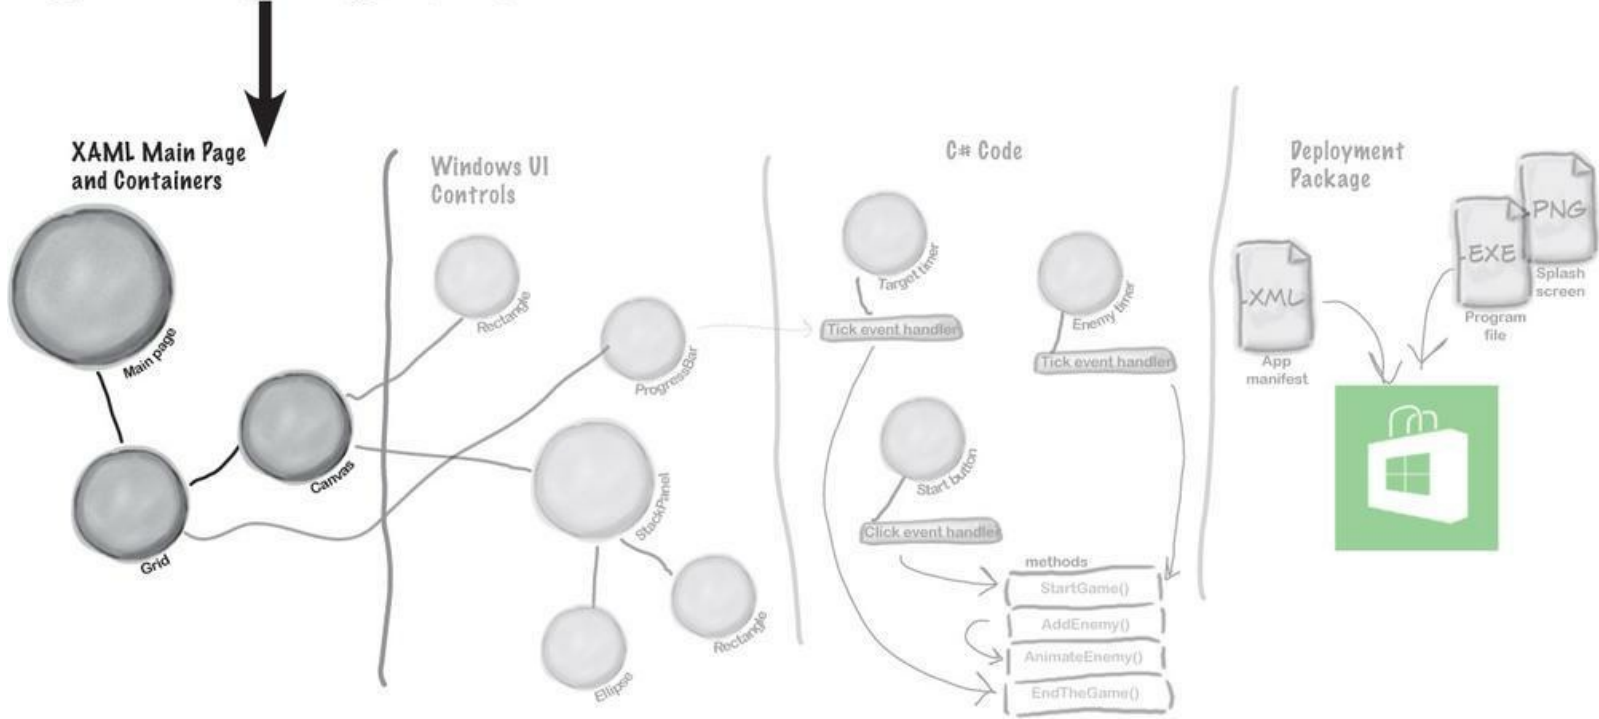 XAML Main Page
and Containers
Main page
Canvas
Grid
Windows UI
Controls
Rectangle
ProgressBar
StackPanel
Rectangle
Ellipse
C# Code
Target timer
Tick event handler
Enemy timer
Tick event handler
Start button
Click event handler
methods
StartGame()
AddEnemy()
AnimateEnemy()
EndTheGame()
Deployment
Package
.XML
App
manifest
.EXE
Program
file
PNG
Splash
screen